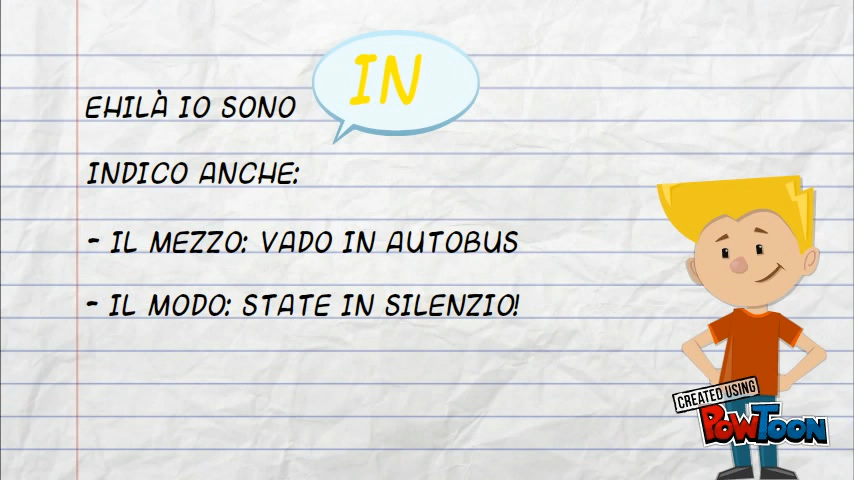 IN
EHILÀ IO SONO
INDICO ANCHE:
- IL MEZZO: VADO IN AUTOBUS
- IL MODO: STATE IN SILENZIO!
CREATED USING
POWTOON